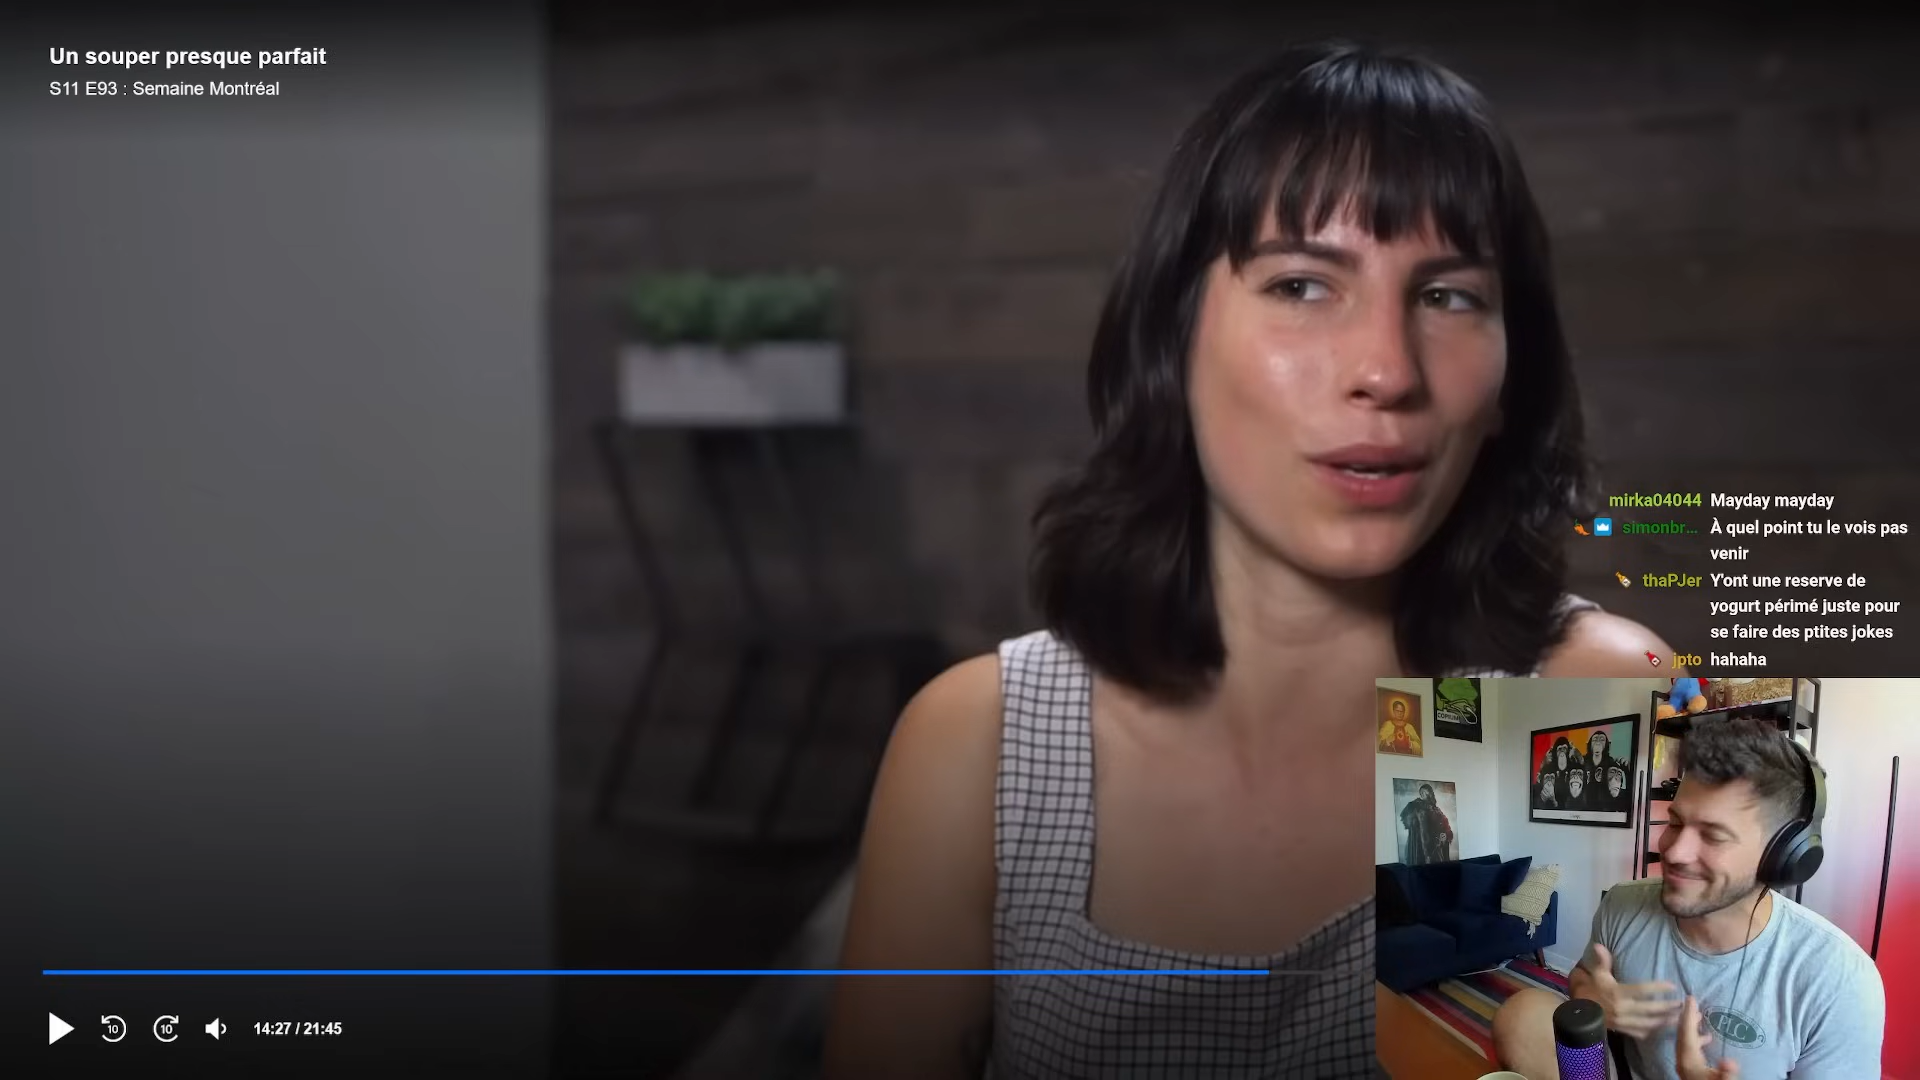 Un souper presque parfait
S11 E93 : Semaine Montréal
mirka04044 Mayday mayday
simonbr... À quel point tu le vois pas
venir
thaPJer Y'ont une reserve de
yogurt périmé juste pour
se faire des ptites jokes
jpto hahaha
10
10
14:27 / 21:45